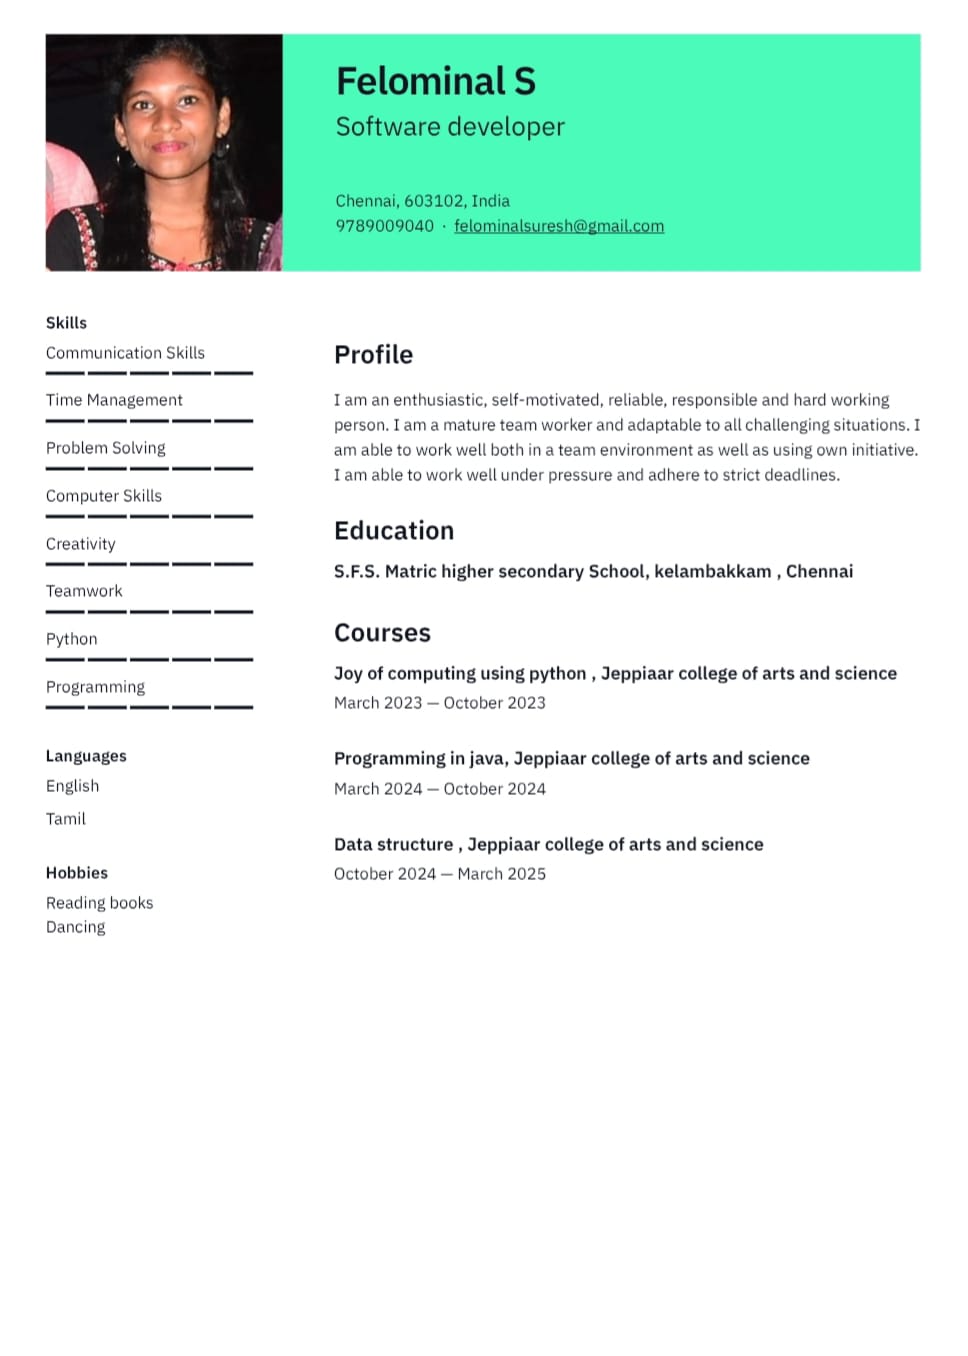 Felominal S
Software developer
Chennai, 603102, India
9789009040 · felominalsuresh@gmail.com
Skills
Communication Skills
Time Management
Problem Solving
Computer Skills
Creativity
Teamwork
Python
Programming
Languages
English
Tamil
Hobbies
Reading books
Dancing
Profile
I am an enthusiastic, self-motivated, reliable, responsible and hard working
person. I am a mature team worker and adaptable to all challenging situations. I
am able to work well both in a team environment as well as using own initiative.
I am able to work well under pressure and adhere to strict deadlines.
Education
S.F.S. Matric higher secondary School, kelambakkam , Chennai
Courses
Joy of computing using python , Jeppiaar college of arts and science
March 2023 — October 2023
Programming in java, Jeppiaar college of arts and science
March 2024 — October 2024
Data structure , Jeppiaar college of arts and science
October 2024 — March 2025